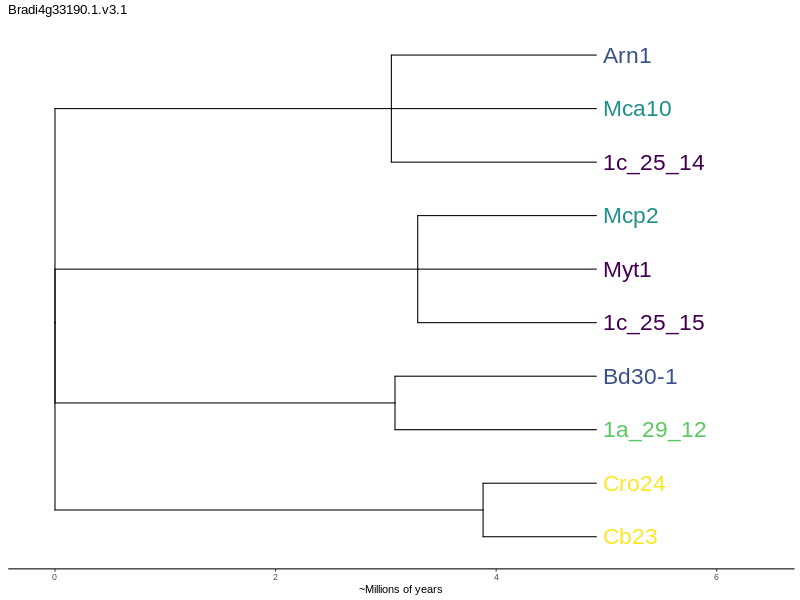 Bradi4g33190.1.v3.1
Arn1
Mca10
1c_25_14
Mcp2
Myt1
1c_25_15
Bd30-1
1a_29_12
Cro24
Cb23
0 2 4 6
~Millions of years